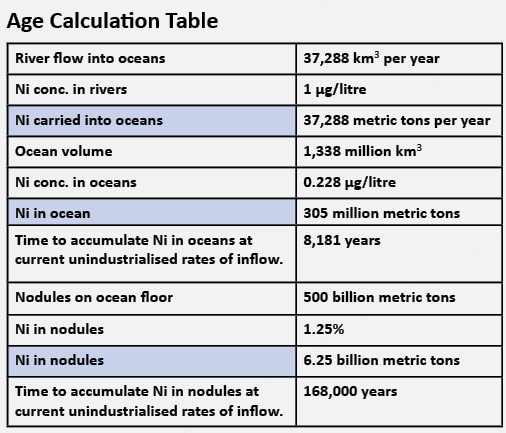 Age Calculation Table
River flow into oceans 37,288 km³ per year
Ni conc. in rivers 1 µg/litre
Ni carried into oceans 37,288 metric tons per year
Ocean volume 1,338 million km³
Ni conc. in oceans 0.228 µg/litre
Ni in ocean 305 million metric tons
Time to accumulate Ni in oceans at 8,181 years
current unindustrialised rates of inflow.
Nodules on ocean floor 500 billion metric tons
Ni in nodules 1.25%
Ni in nodules 6.25 billion metric tons
Time to accumulate Ni in nodules at 168,000 years
current unindustrialised rates of inflow.